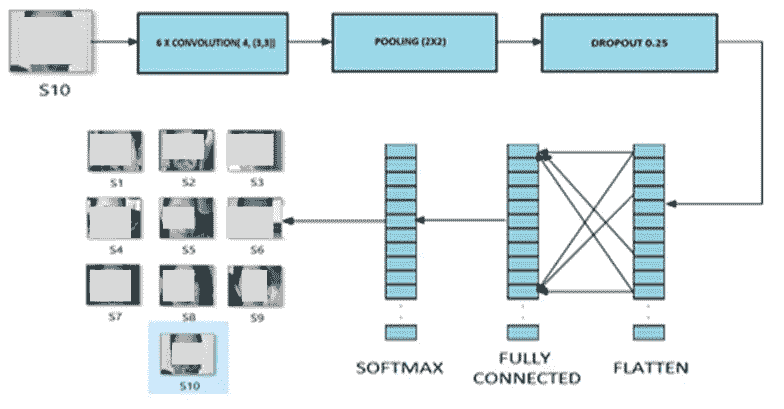 6 X CONVOLUTION[ 4, (3,3)]
POOLING (2X2)
DROPOUT 0.25
S10
S1
S2
S3
S4
S5
S6
S7
S8
S9
S10
SOFTMAX
FULLY
CONNECTED
FLATTEN